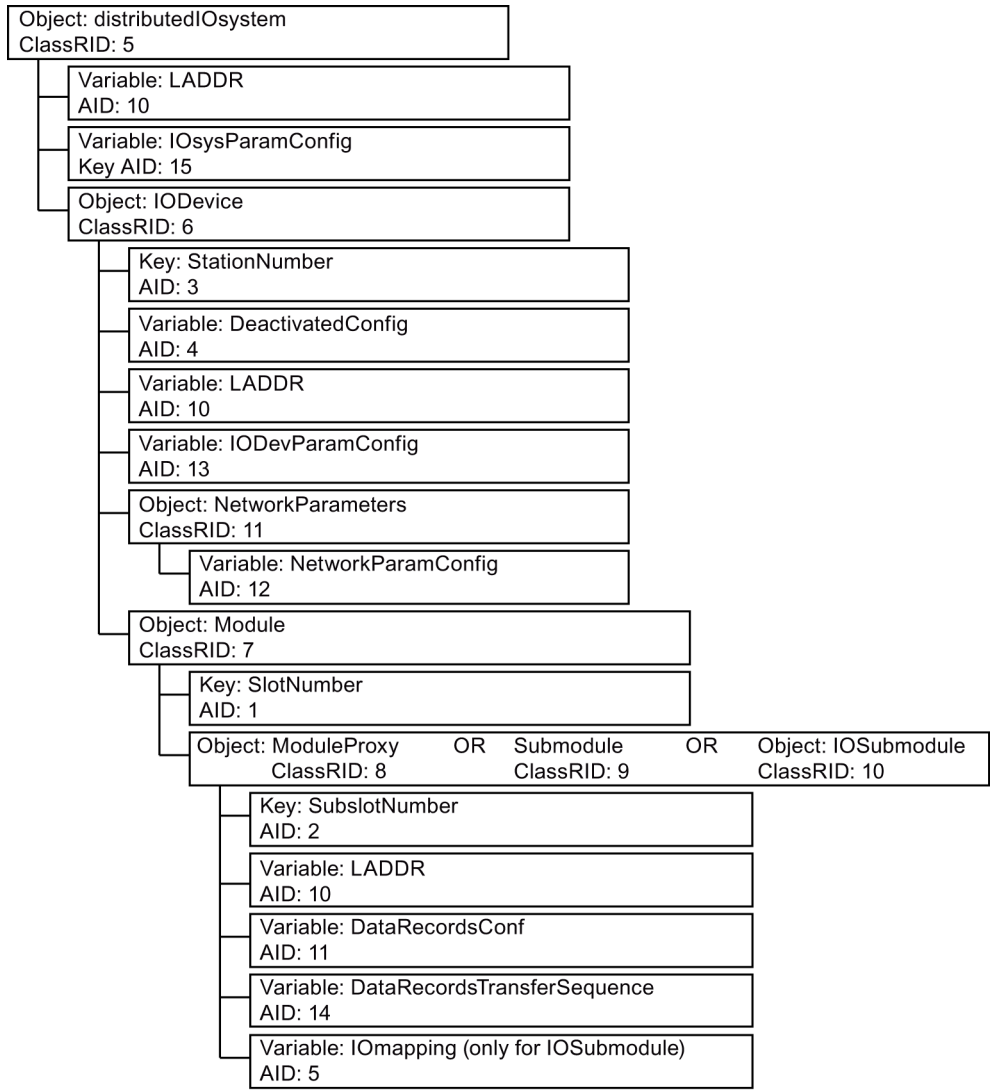 Object: distributedIOsystem
ClassRID: 5
Variable: LADDR
AID: 10
Variable: IOsysParamConfig
Key AID: 15
Object: IODevice
ClassRID: 6
Key: StationNumber
AID: 3
Variable: DeactivatedConfig
AID: 4
Variable: LADDR
AID: 10
Variable: IODevParamConfig
AID: 13
Object: NetworkParameters
ClassRID: 11
Variable: NetworkParamConfig
AID: 12
Object: Module
ClassRID: 7
Key: SlotNumber
AID: 1
Object: ModuleProxy OR Submodule OR Object: IOSubmodule
ClassRID: 8 ClassRID: 9 ClassRID: 10
Key: SubslotNumber
AID: 2
Variable: LADDR
AID: 10
Variable: DataRecordsConf
AID: 11
Variable: DataRecordsTransferSequence
AID: 14
Variable: IOmapping (only for IOSubmodule)
AID: 5